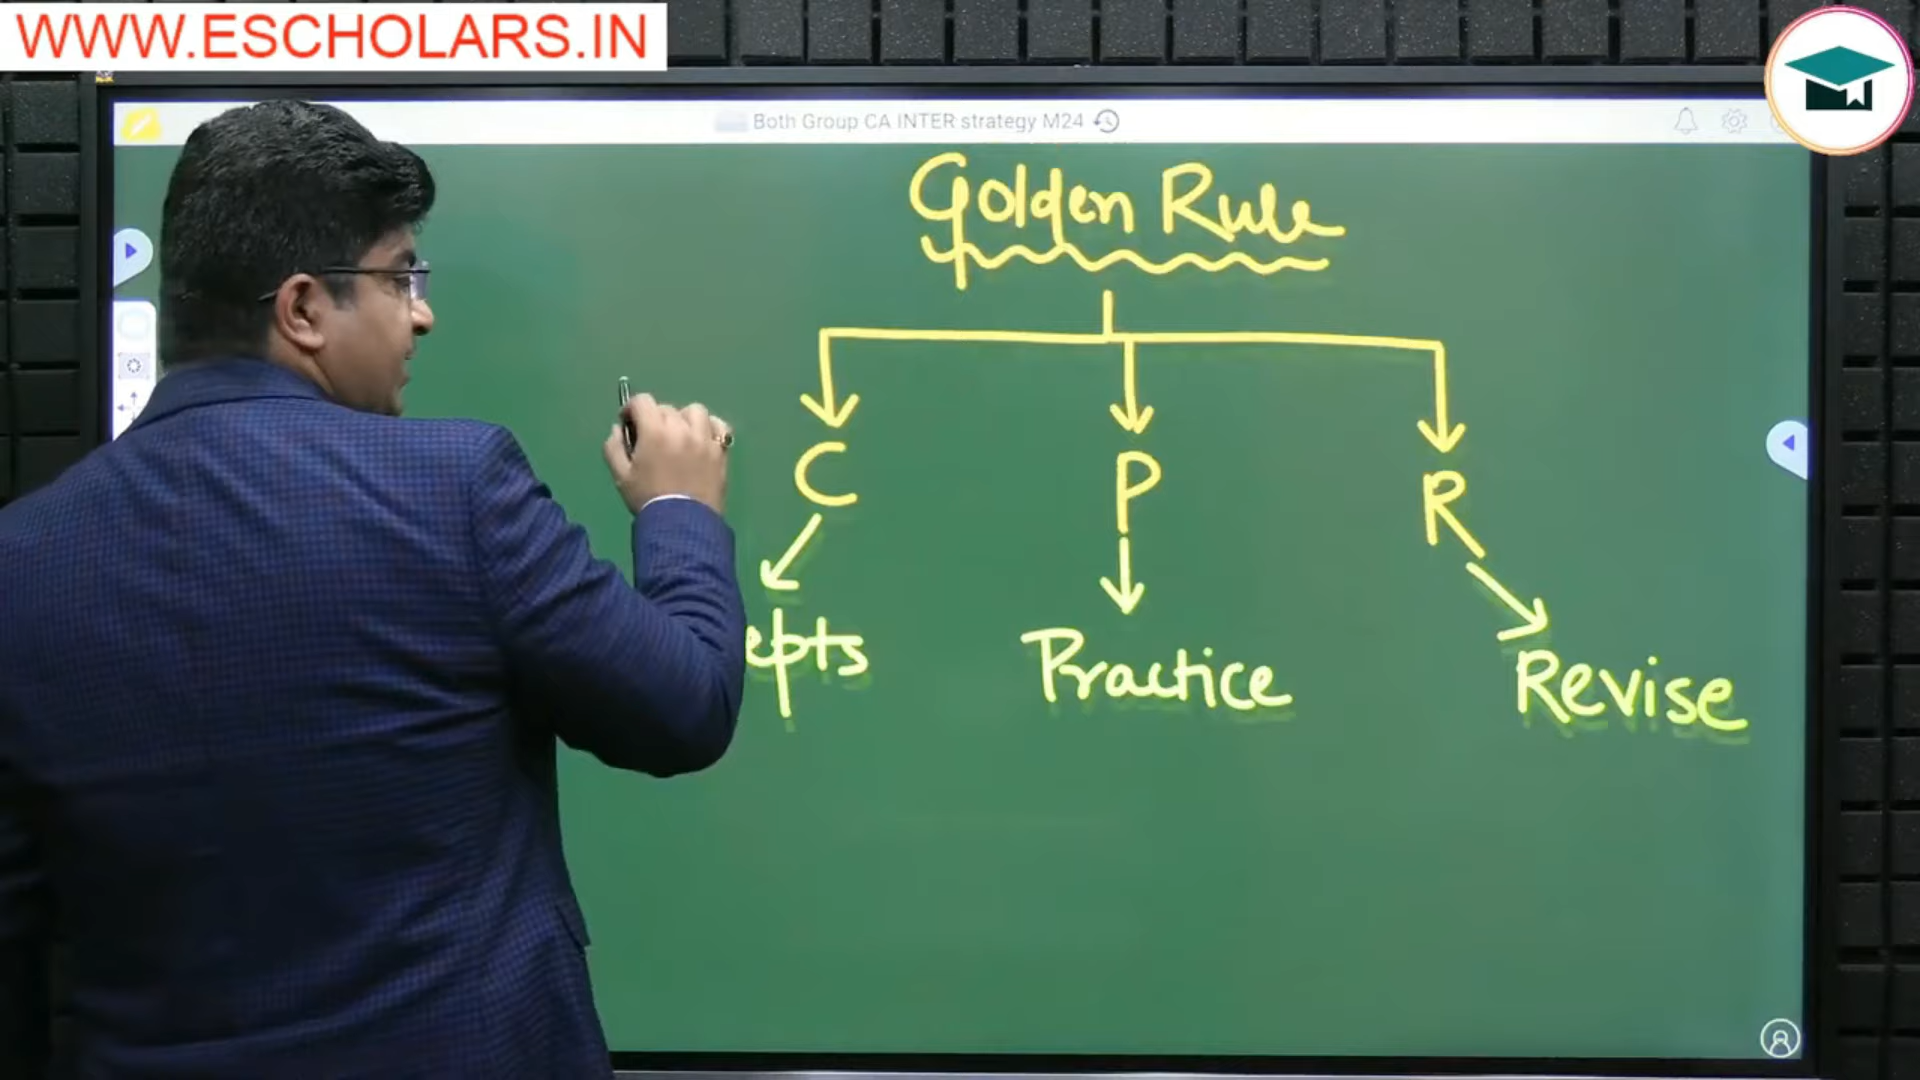 WWW.ESCHOLARS.IN
Both Group CA INTER strategy M24
Golden Rule
C P R
epts Practice Revise